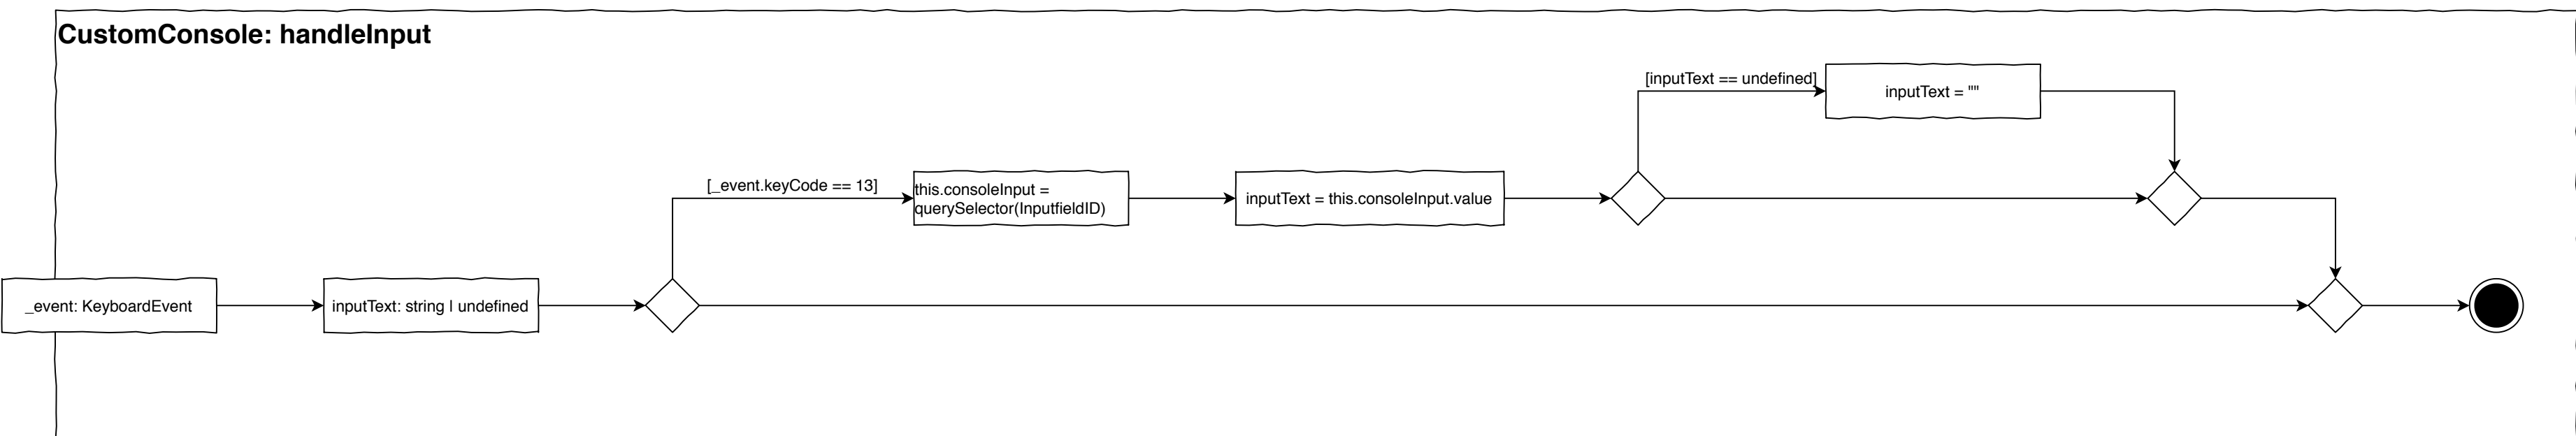 CustomConsole: handleInput
[inputText == undefined]
inputText = ""
[_event.keyCode == 13]
this.consoleInput =
querySelector(InputfieldID)
inputText = this.consoleInput.value
_event: KeyboardEvent
inputText: string | undefined